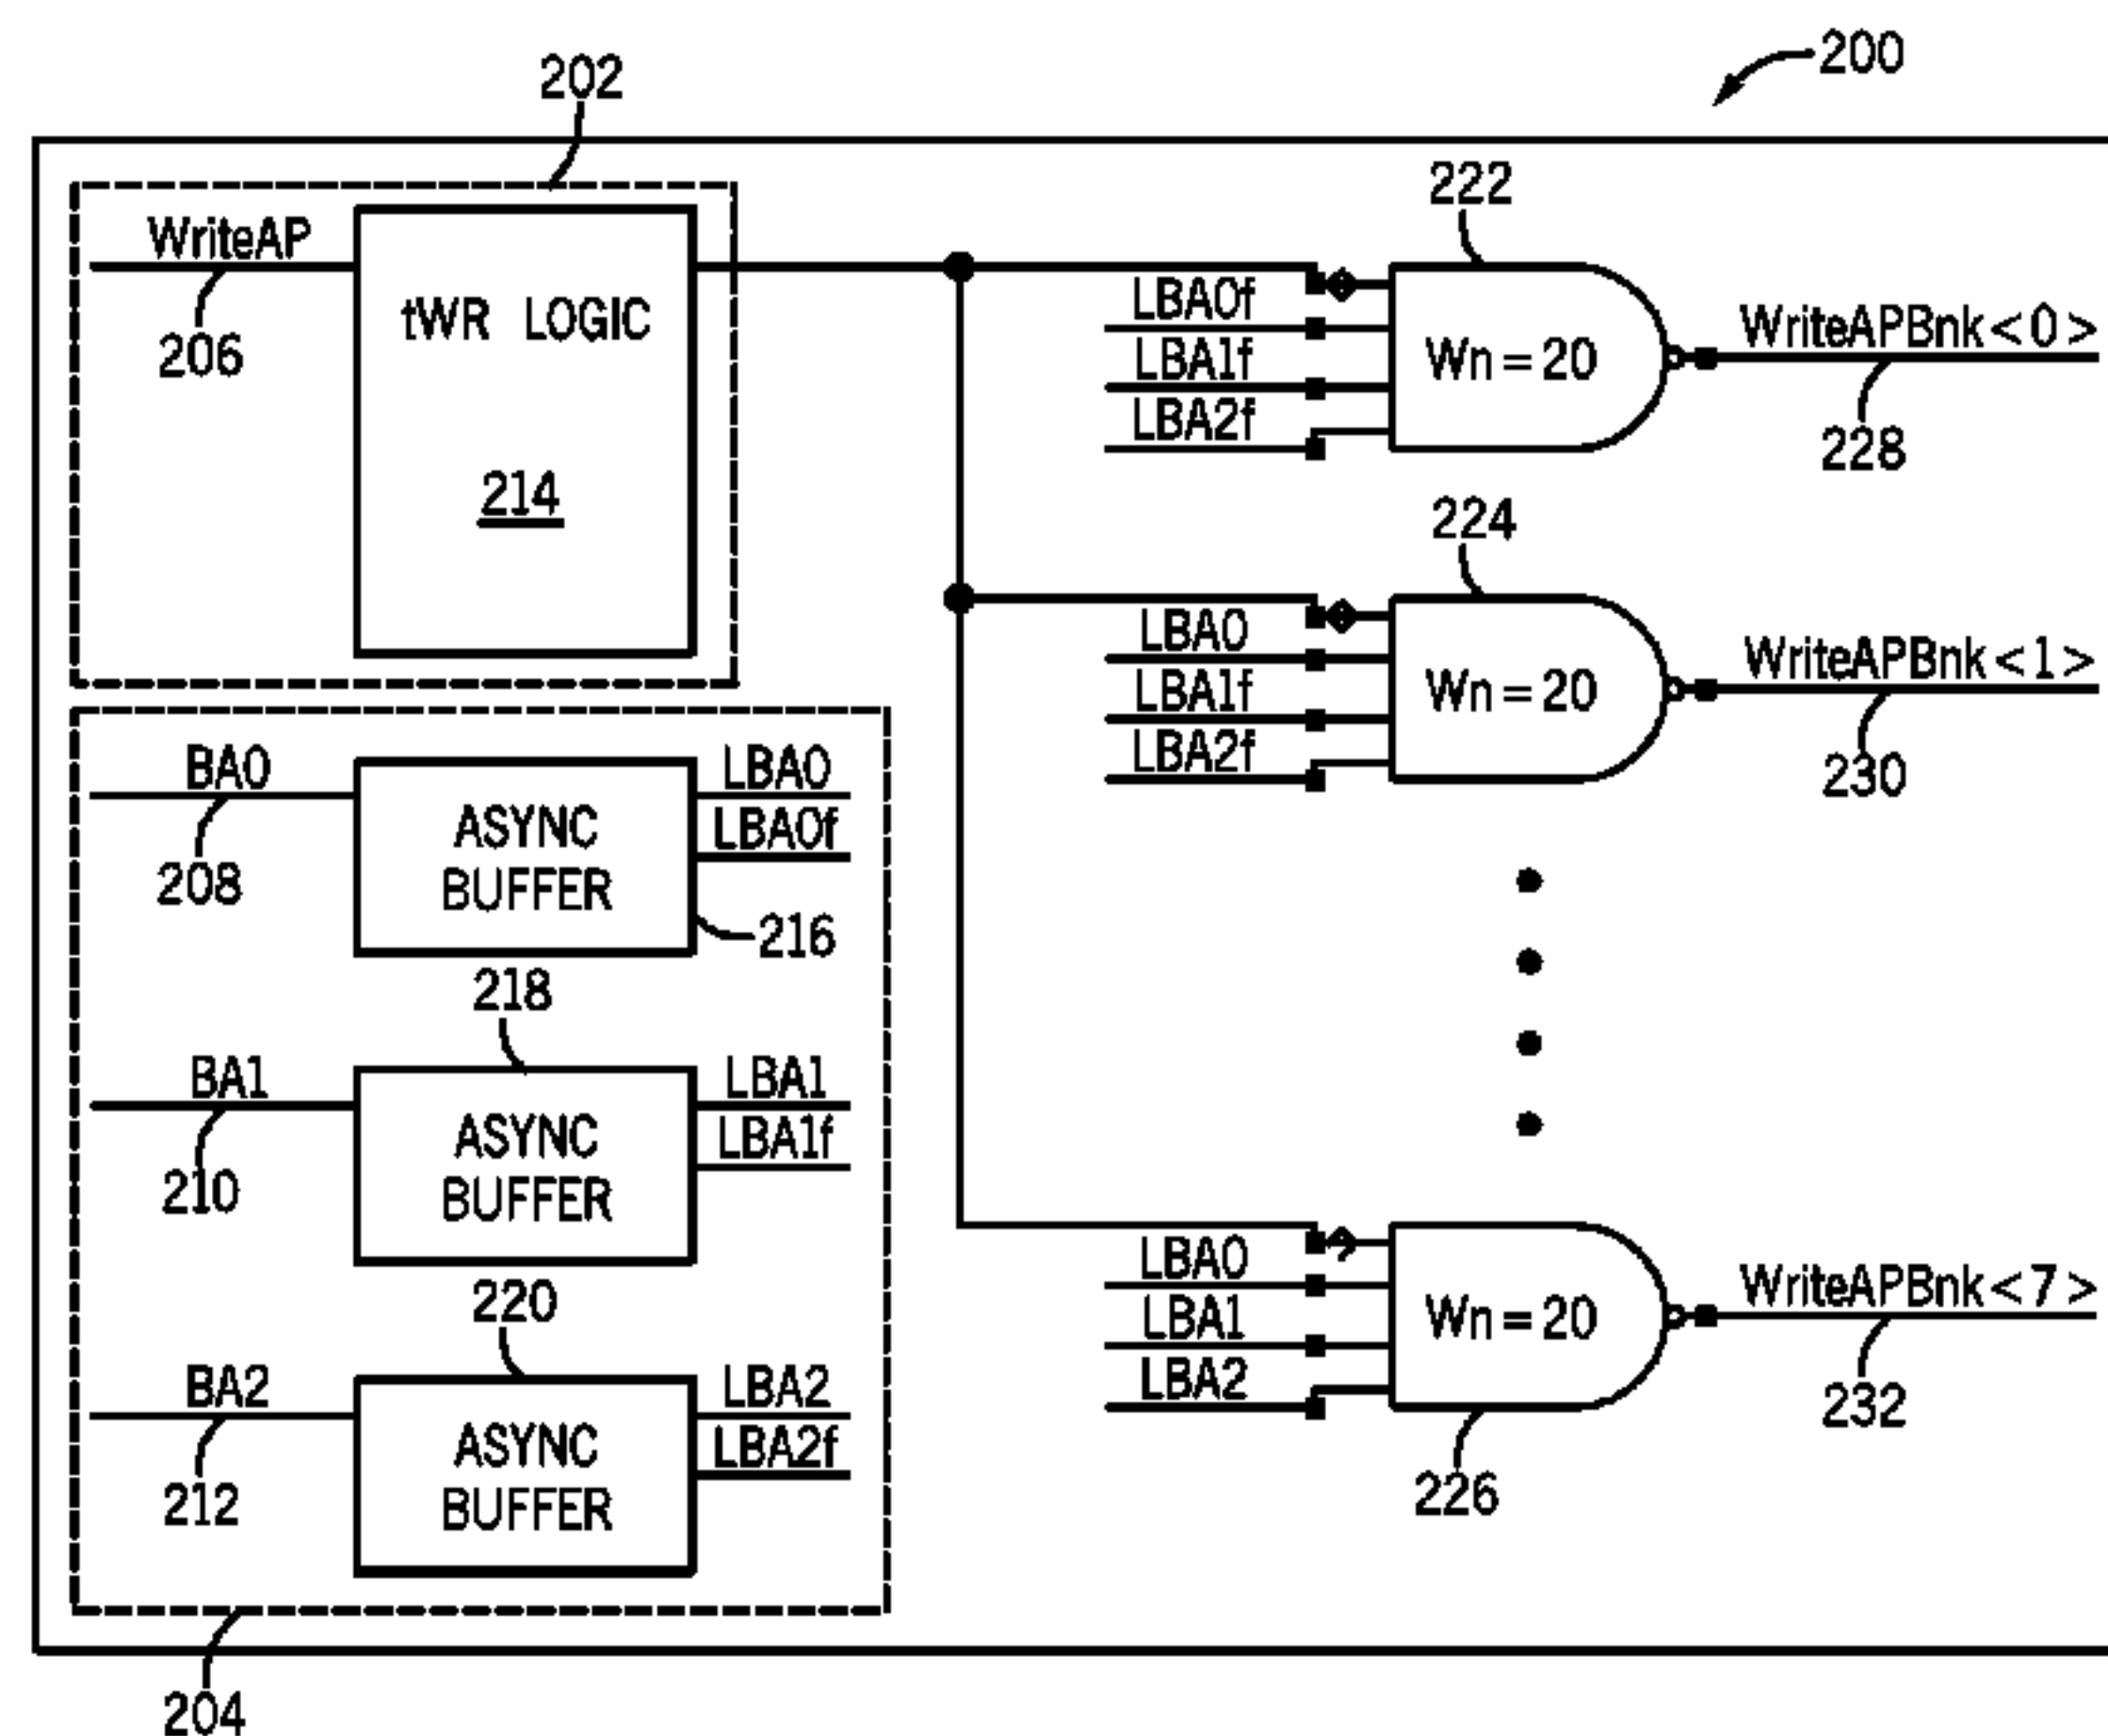 200
202
WriteAP
206
tWR LOGIC
214
222
LBA0f
LBA1f
LBA2f
Wn = 20
WriteAPBnk<0>
228
224
LBA0
LBA1f
LBA2f
Wn = 20
WriteAPBnk<1>
230
BA0
208
ASYNC
BUFFER
LBA0
LBA0f
216
218
BA1
210
ASYNC
BUFFER
LBA1
LBA1f
220
BA2
212
ASYNC
BUFFER
LBA2
LBA2f
204
LBA0
LBA1
LBA2
Wn = 20
WriteAPBnk<7>
232
226